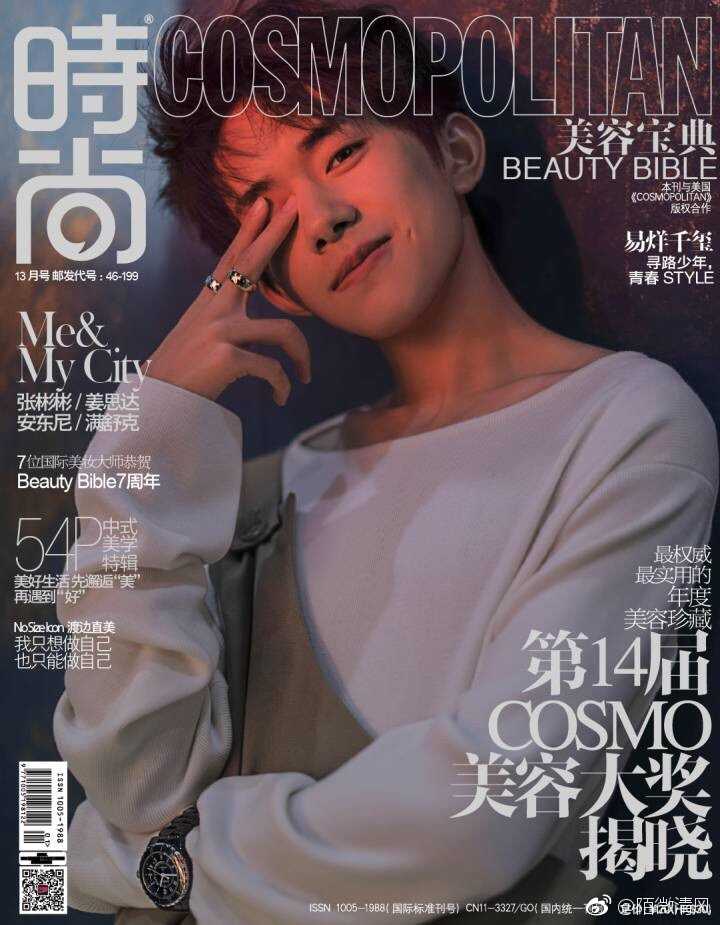 時尚®
COSMOPOLITAN
美容宝典
BEAUTY BIBLE
本刊与美国
《COSMOPOLITAN》
版权合作
易烊千玺
寻路少年,
青春 STYLE
13 月号 邮发代号:46-199
Me&
My City
张彬彬 / 姜思达
安东尼 / 满舒克
7位国际美妆大师恭贺
Beauty Bible7周年
54P
中式
美学
特辑
美好生活 先邂逅“美”
再遇到“好”
No Size Icon 渡边直美
我只想做自己
也只能做自己
最权威
最实用的
年度
美容珍藏
第14届
COSMO
美容大奖
揭晓
ISSN 1005-1988
01>
ISSN 1005-1988( 国际标准刊号) CN11-3327/GO( 国内统一刊